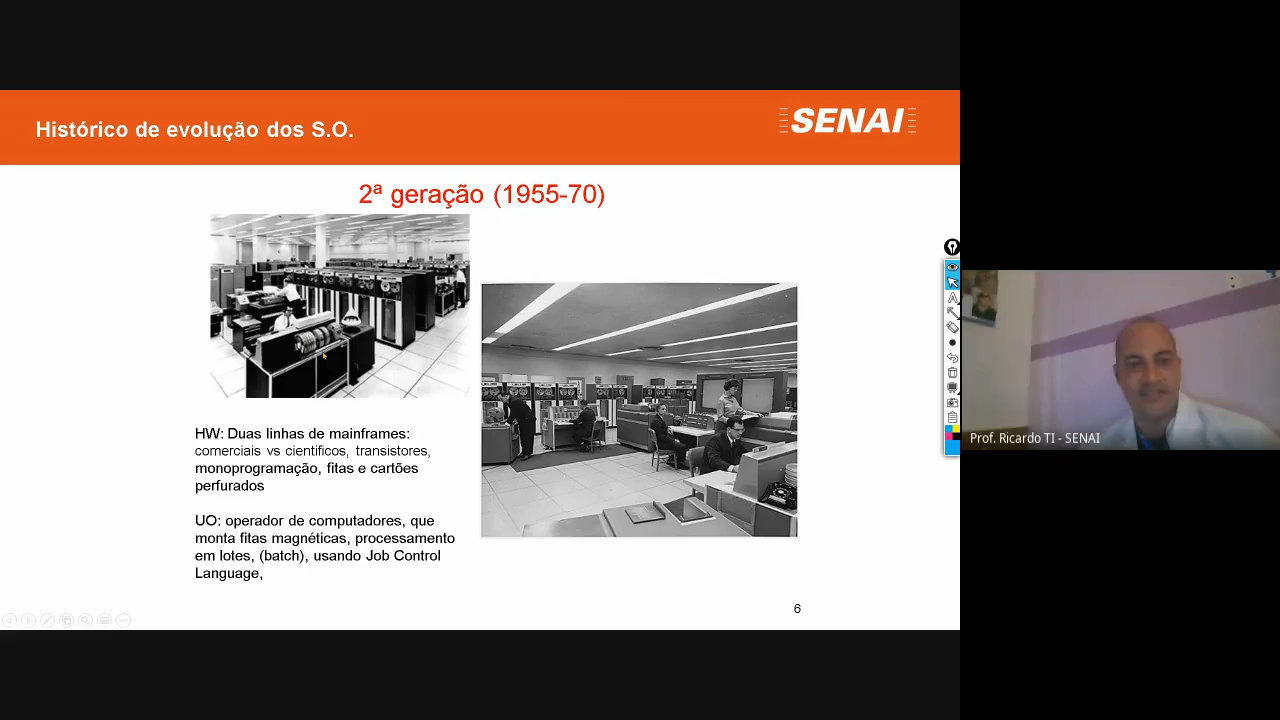 Histórico de evolução dos S.O.
SENAI
2ª geração (1955-70)
HW: Duas linhas de mainframes:
comerciais vs científicos, transistores,
monoprogramação, fitas e cartões
perfurados
UO: operador de computadores, que
monta fitas magnéticas, processamento
em lotes, (batch), usando Job Control
Language,
6
Prof. Ricardo TI - SENAI